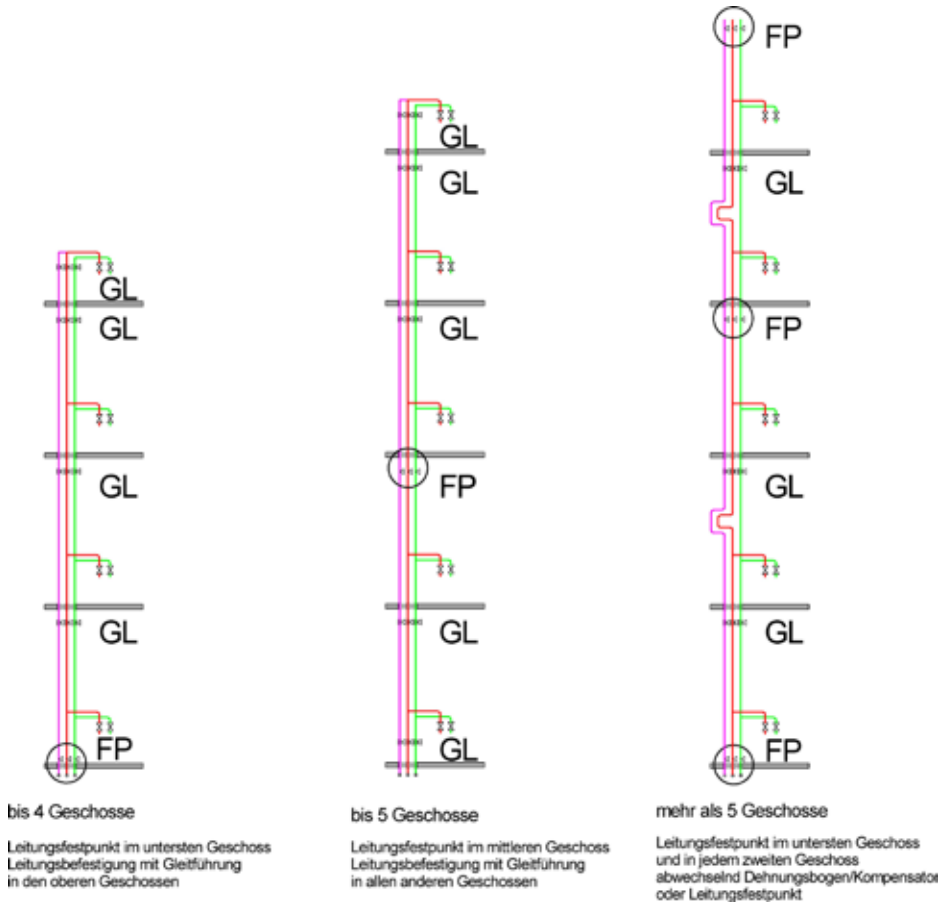 GL
GL
GL
GL
FP
bis 4 Geschosse
Leitungsfestpunkt im untersten Geschoss
Leitungsbefestigung mit Gleitführung
in den oberen Geschossen
GL
GL
GL
FP
GL
GL
bis 5 Geschosse
Leitungsfestpunkt im mittleren Geschoss
Leitungsbefestigung mit Gleitführung
in allen anderen Geschossen
FP
GL
FP
GL
GL
FP
mehr als 5 Geschosse
Leitungsfestpunkt im untersten Geschoss
und in jedem zweiten Geschoss
abwechselnd Dehnungsbogen/Kompensator
oder Leitungsfestpunkt